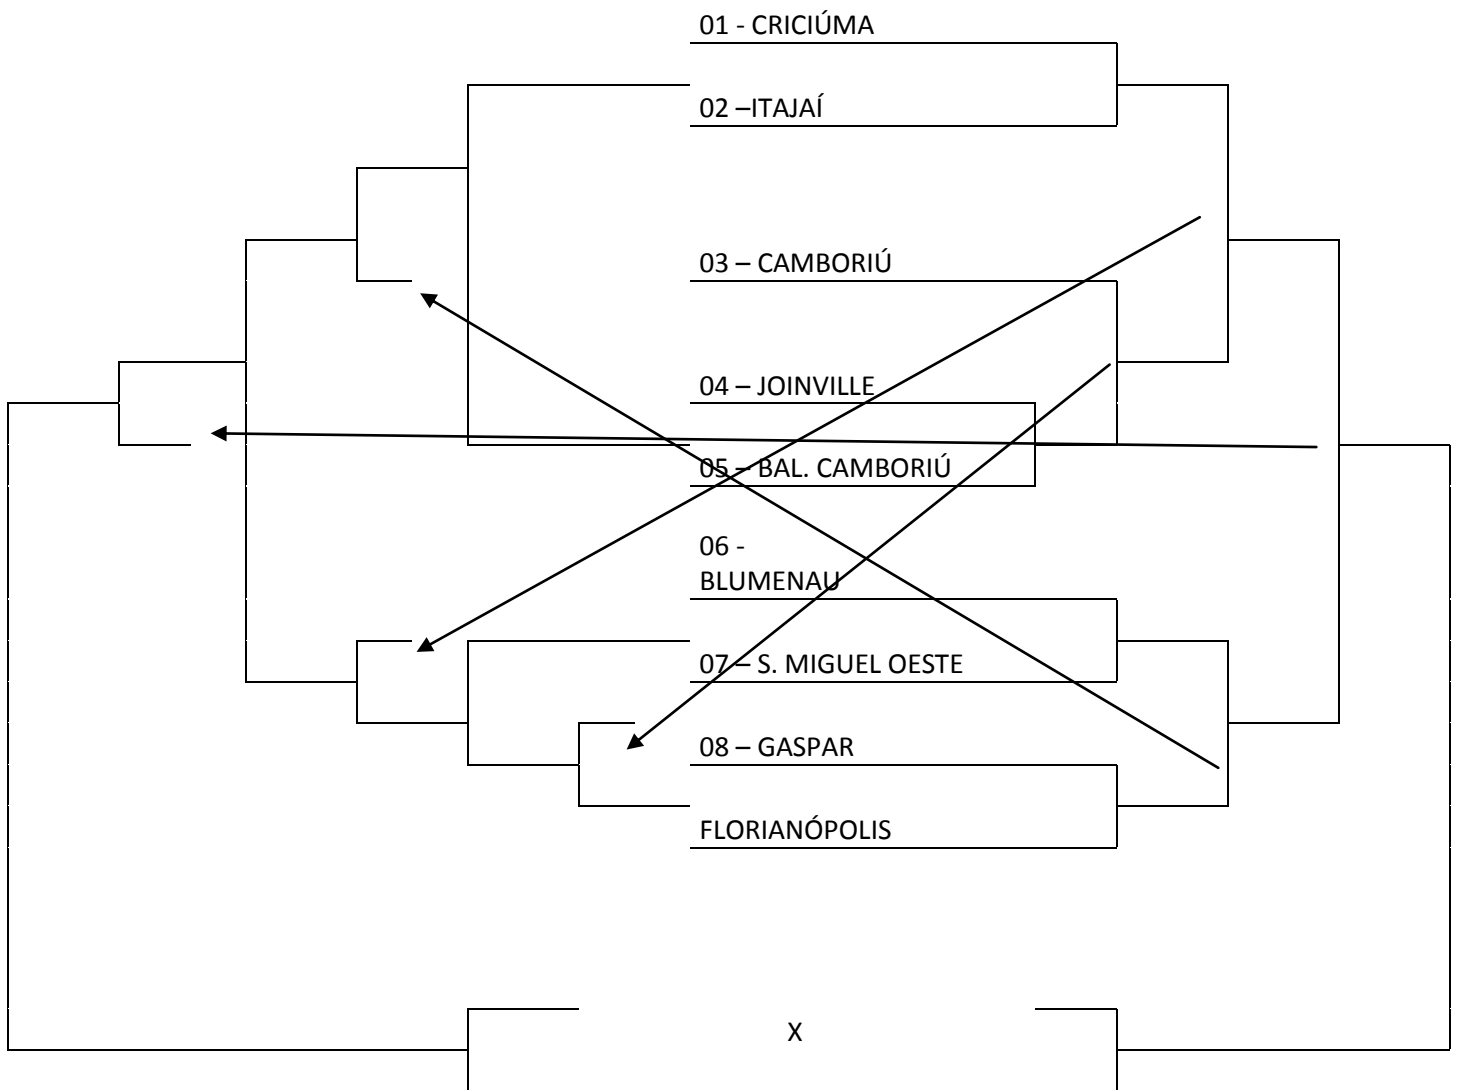 01 - CRICIÚMA
02 –ITAJAÍ
03 – CAMBORIÚ
04 – JOINVILLE
05 – BAL. CAMBORIÚ
06 -
BLUMENAU
07 – S. MIGUEL OESTE
08 – GASPAR
FLORIANÓPOLIS
X